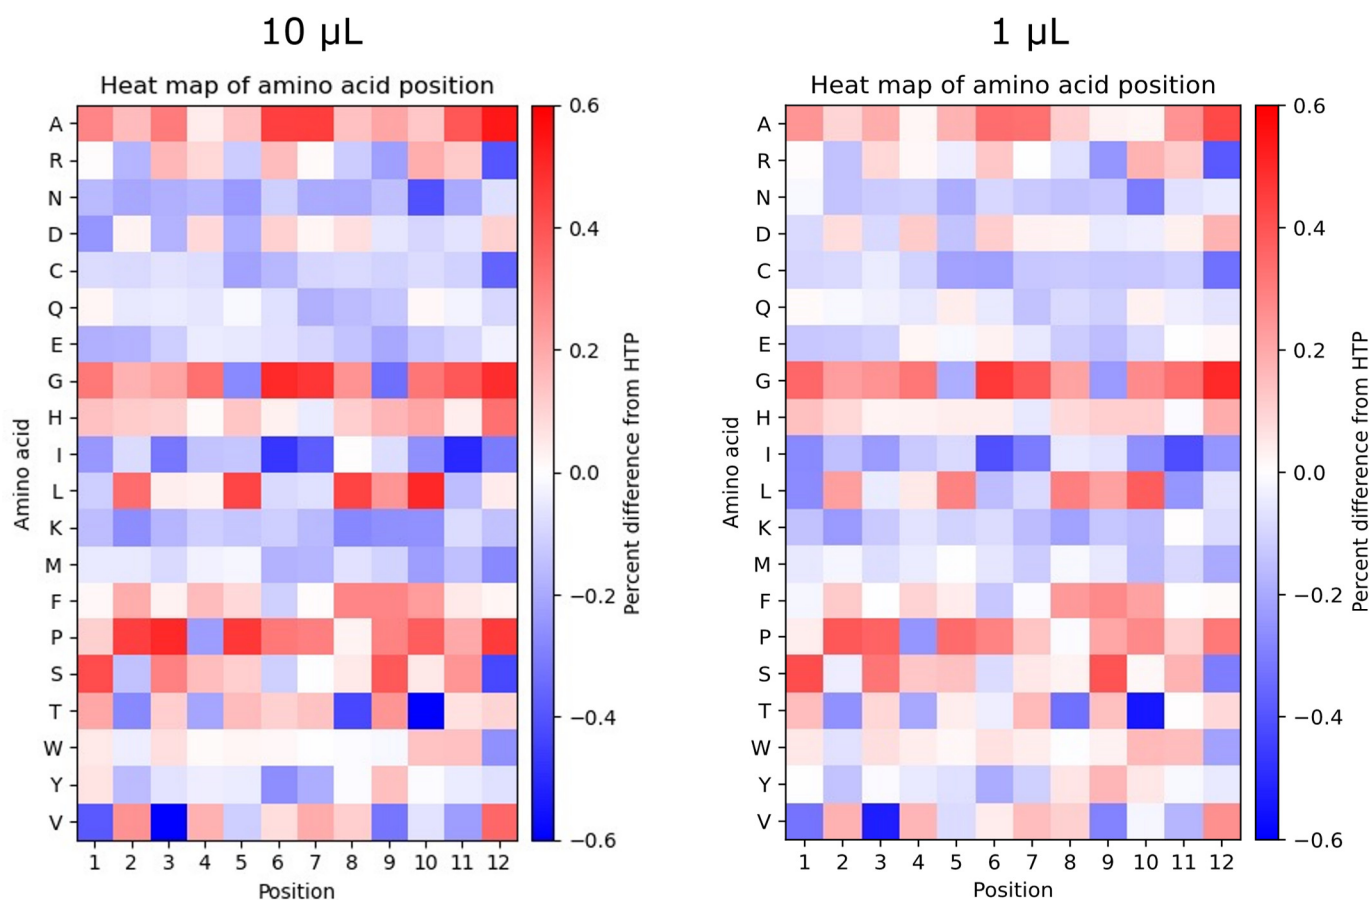 10 µL
1 µL
Heat map of amino acid position
A
R
N
D
C
Q
E
G
H
I
L
K
M
F
P
S
T
W
Y
V
Amino acid
1 2 3 4 5 6 7 8 9 10 11 12
Position
0.6
0.4
0.2
0.0
−0.2
−0.4
−0.6
Percent difference from HTP
Heat map of amino acid position
A
R
N
D
C
Q
E
G
H
I
L
K
M
F
P
S
T
W
Y
V
Amino acid
1 2 3 4 5 6 7 8 9 10 11 12
Position
0.6
0.4
0.2
0.0
−0.2
−0.4
−0.6
Percent difference from HTP